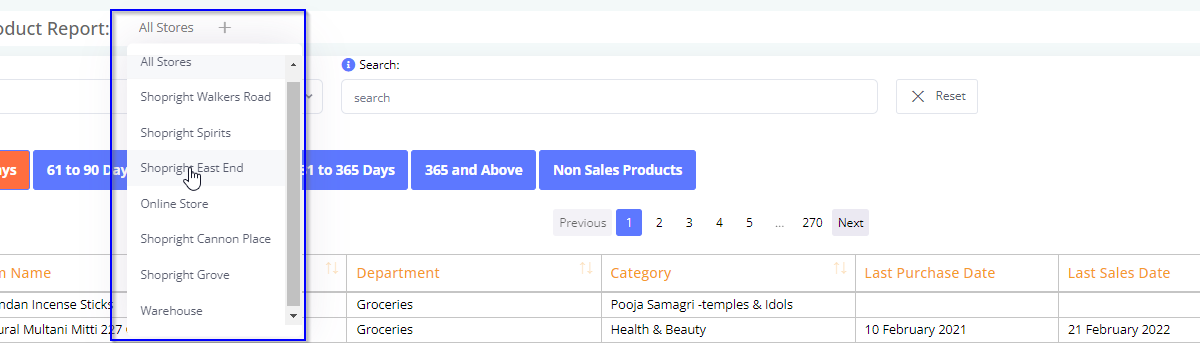 oduct Report: All Stores +
All Stores
Search:
Shopright Walkers Road
search
Reset
Shopright Spirits
ays
61 to 90 Day
1 to 365 Days
365 and Above
Non Sales Products
Shopright East End
Online Store
Previous 1 2 3 4 5 ... 270 Next
Shopright Cannon Place
m Name Department Category Last Purchase Date Last Sales Date
Shopright Grove
ndan Incense Sticks Groceries Pooja Samagri -temples & Idols
Warehouse
ural Multani Mitti 227 Groceries Health & Beauty 10 February 2021 21 February 2022